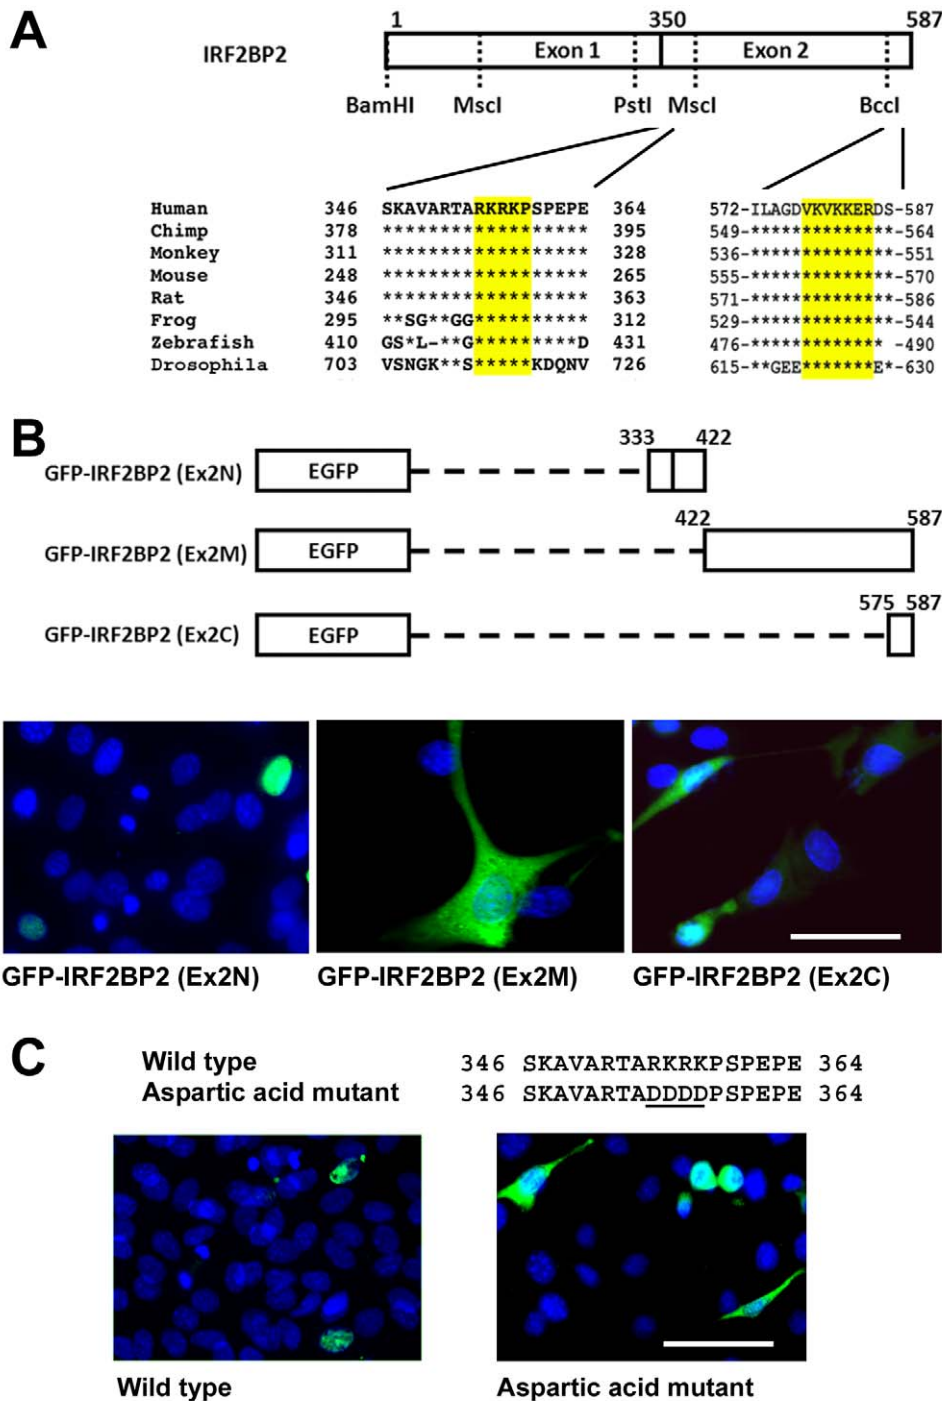 A
1 350 587
IRF2BP2 Exon 1 Exon 2
BamHI MscI PstI MscI BccI
Human 346 SKAVARTARKRKPSPEPE 364 572-ILAGDVKVKKERDS-587
Chimp 378 ****************** 395 549-**************-564
Monkey 311 ****************** 328 536-**************-551
Mouse 248 ****************** 265 555-**************-570
Rat 346 ****************** 363 571-**************-586
Frog 295 **SG**GG********** 312 529-**************-544
Zebrafish 410 GS*L-**G*********D 431 476-************* -490
Drosophila 703 VSNGK**S*****KDQNV 726 615-**GEE*******E*-630
B
333 422
GFP-IRF2BP2 (Ex2N) EGFP
422 587
GFP-IRF2BP2 (Ex2M) EGFP
575 587
GFP-IRF2BP2 (Ex2C) EGFP
GFP-IRF2BP2 (Ex2N) GFP-IRF2BP2 (Ex2M) GFP-IRF2BP2 (Ex2C)
C
Wild type 346 SKAVARTARKRKPSPEPE 364
Aspartic acid mutant 346 SKAVARTADDDDPSPEPE 364
Wild type Aspartic acid mutant